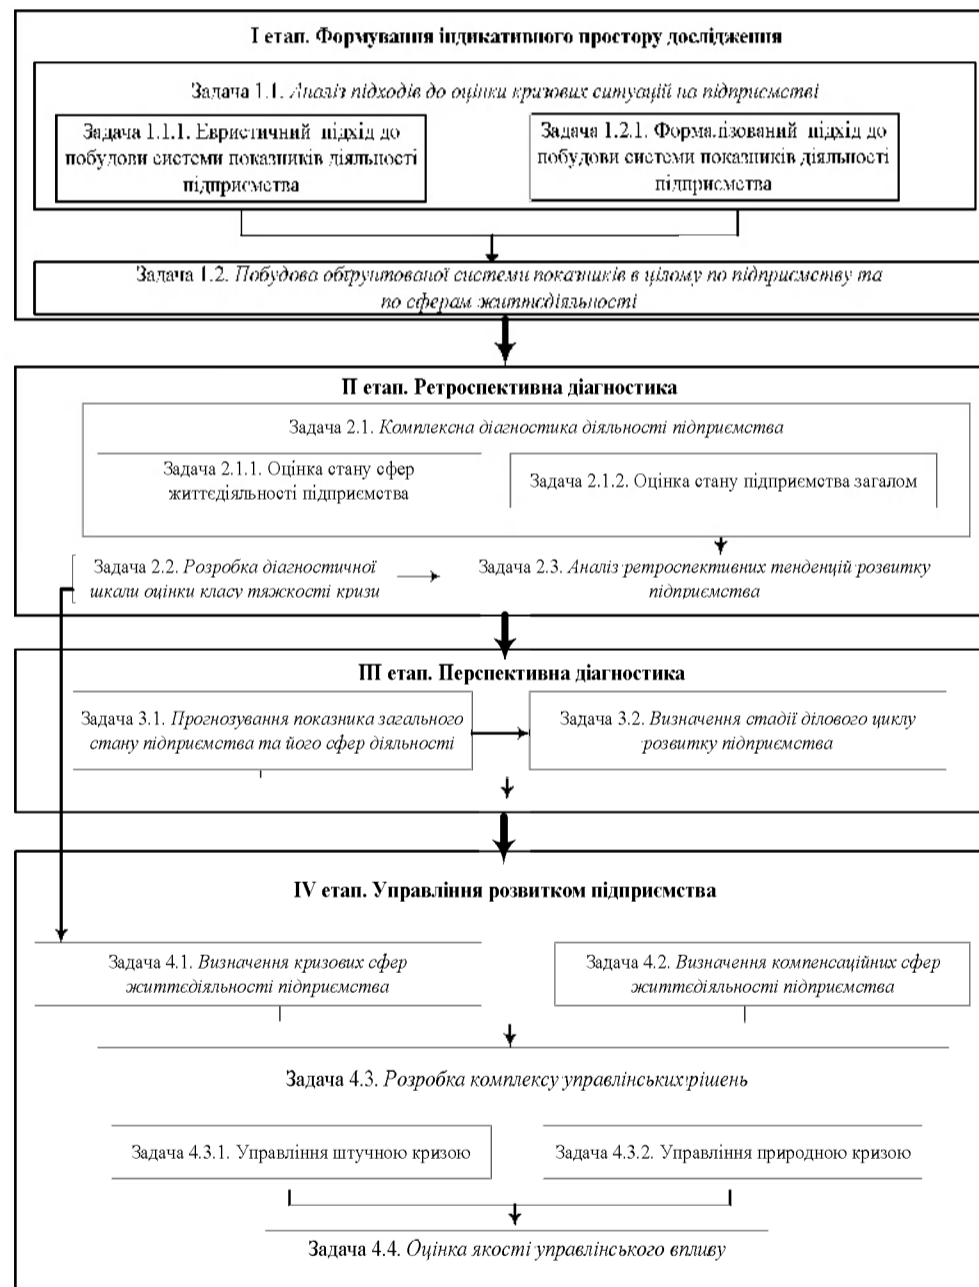 I етап. Формування індикативного простору дослідження
Задача 1.1. Аналіз підходів до оцінки кризових ситуацій на підприємстві
Задача 1.1.1. Евристичний підхід до
побудови системи показників діяльності
підприємства
Задача 1.2.1. Формалізований підхід до
побудови системи показників діяльності
підприємства
Задача 1.2. Побудова обґрунтованої системи показників в цілому по підприємству та
по сферам життєдіяльності
II етап. Ретроспективна діагностика
Задача 2.1. Комплексна діагностика діяльності підприємства
Задача 2.1.1. Оцінка стану сфер
життєдіяльності підприємства
Задача 2.1.2. Оцінка стану підприємства загалом
Задача 2.2. Розробка діагностичної
шкали оцінки класу тяжкості кризи
Задача 2.3. Аналіз ретроспективних тенденцій розвитку
підприємства
III етап. Перспективна діагностика
Задача 3.1. Прогнозування показника загального
стану підприємства та його сфер діяльності
Задача 3.2. Визначення стадії ділового циклу
розвитку підприємства
IV етап. Управління розвитком підприємства
Задача 4.1. Визначення кризових сфер
життєдіяльності підприємства
Задача 4.2. Визначення компенсаційних сфер
життєдіяльності підприємства
Задача 4.3. Розробка комплексу управлінських рішень
Задача 4.3.1. Управління штучною кризою
Задача 4.3.2. Управління природною кризою
Задача 4.4. Оцінка якості управлінського впливу